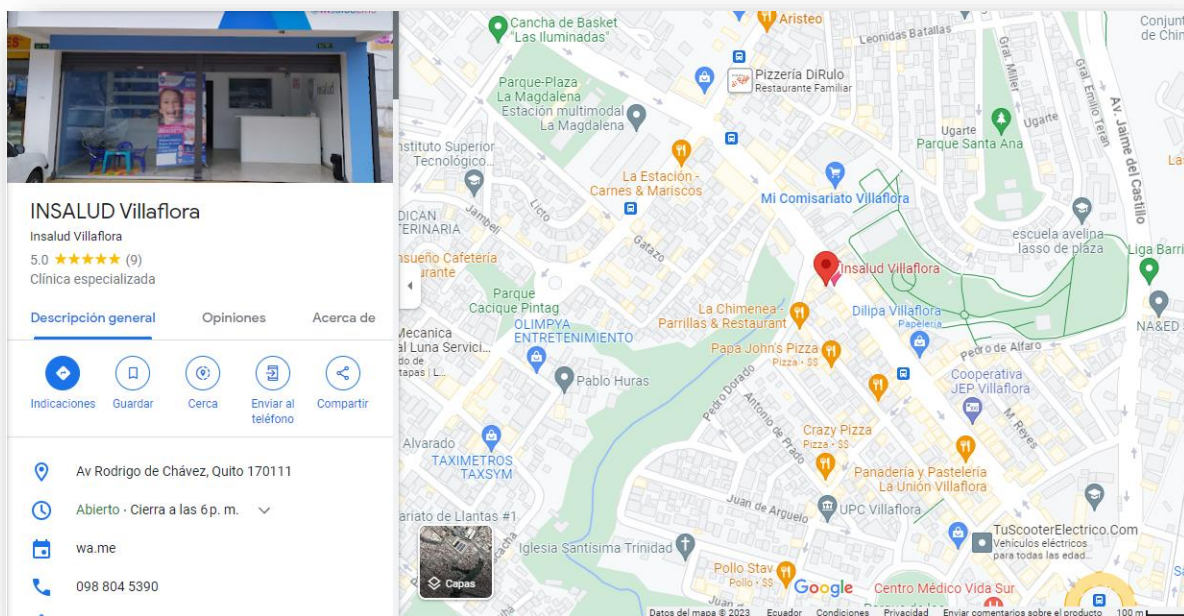 insalud
INSALUD Villaflora
Insalud Villaflora
5.0 ★★★★★ (9)
Clínica especializada
Descripción general
Opiniones
Acerca de
Indicaciones
Guardar
Cerca
Enviar al
teléfono
Compartir
Av Rodrigo de Chávez, Quito 170111
Abierto · Cierra a las 6 p. m.
wa.me
098 804 5390
Cancha de Basket
"Las Iluminadas"
Aristeo
Leonidas Batallas
Gral. Miller
Conjunt
de Chin
Gral. Emilio Terán
Av. Jaime del Castillo
Parque-Plaza
La Magdalena
Estación multimodal
La Magdalena
Pizzería DiRulo
Restaurante Familiar
Ugarte
Ugarte
Parque Santa Ana
nstituto Superior
Tecnológico...
La Estación -
Carnes & Mariscos
Mi Comisariato Villaflora
La
Licto
Jambelí
Gatazo
DICAN
TERINARIA
escuela avelina
lasso de plaza
Liga Barri
nsueño Cafetería
urante
Insalud Villaflora
Parque
Cacique Pintag
La Chimenea -
Parrillas & Restaurant
Dilipa Villaflora
Papelería
NA&ED
OLIMPYA
ENTRETENIMIENTO
Mecanica
al Luna Servici...
do de
tapas | L...
Papa John's Pizza
Pizza · $$
Pedro de Alfaro
Pablo Huras
Pedro Dorado
Antonio de Prado
Cooperativa
JEP Villaflora
M. Reyes
Alvarado
TAXIMETROS
TAXSYM
Crazy Pizza
Pizza · $$
Panadería y Pastelería
La Unión Villaflora
Juan de Arguelo
UPC Villaflora
ariato de Llantas #1
Iglesia Santísima Trinidad
TuScooterElectrico.Com
Vehículos eléctricos
para todas las edad...
Capas
Pollo Stav
Pollo · $$
Google
Centro Médico Vida Sur
Datos del mapa © 2023
Ecuador
Condiciones
Privacidad
Enviar comentarios sobre el producto
100 m